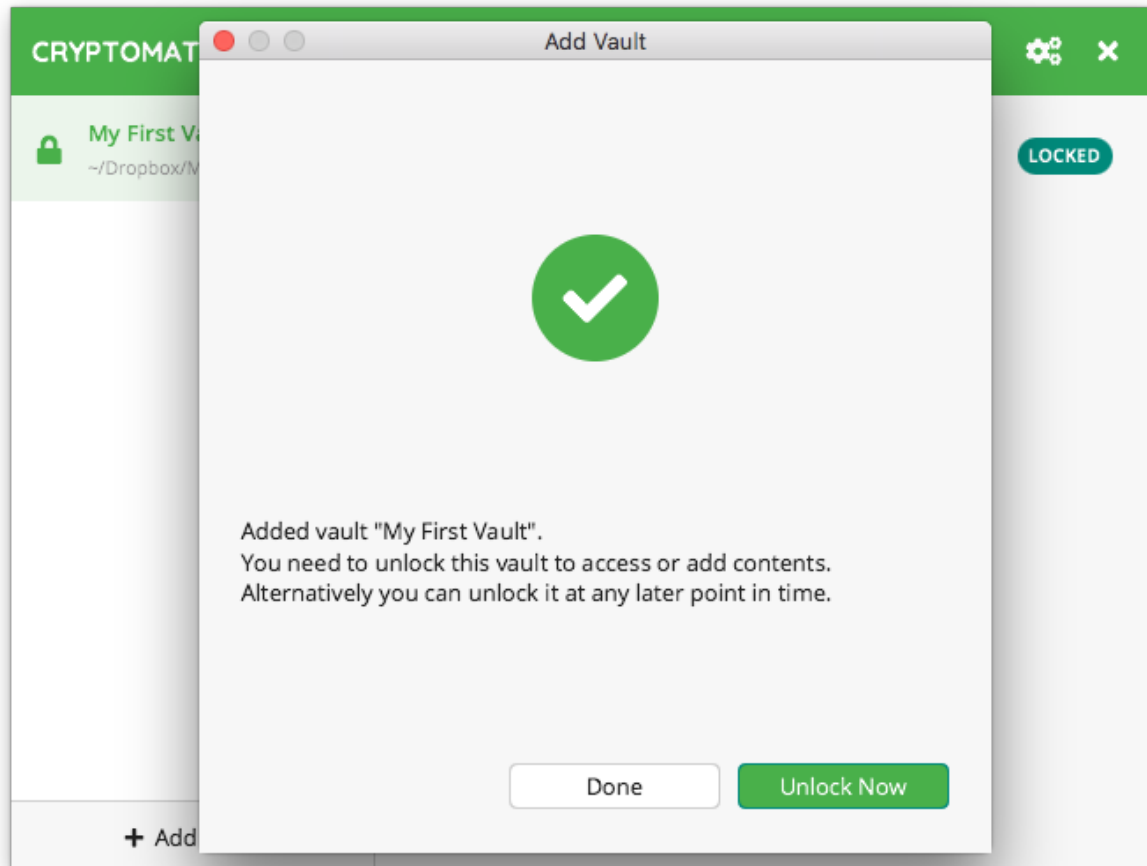 CRYPTOMAT
Add Vault
My First Va
~/Dropbox/M
LOCKED
Added vault "My First Vault".
You need to unlock this vault to access or add contents.
Alternatively you can unlock it at any later point in time.
Done
Unlock Now
+ Add